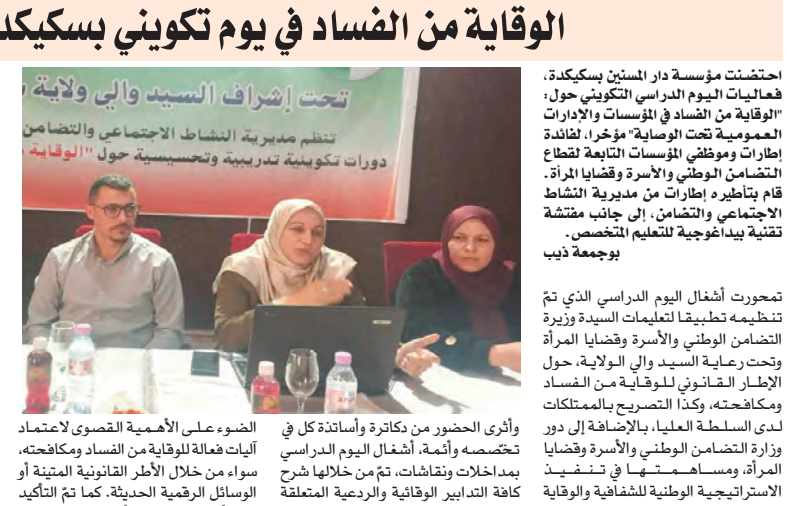 الوقاية من الفساد في يوم تكويني بسكيكد
تحت إشراف السيد والي ولاية
تنظم مديرية النشاط الاجتماعي والتضامن
دورات تكوينية تدريبية وتحسيسية حول "الوقاية
احتضنت مؤسسة دار المسنين بسكيكدة،
فعاليات اليوم الدراسي التكويني حول:
"الوقاية من الفساد في المؤسسات والإدارات
العمومية تحت الوصاية" مؤخرا، لفائدة
إطارات وموظفي المؤسسات التابعة لقطاع
التضامن الوطني والأسرة وقضايا المرأة.
قام بتأطيره إطارات من مديرية النشاط
الاجتماعي والتضامن، إلى جانب مفتشة
تقنية بيداغوجية للتعليم المتخصص.
بوجمعة ذيب
تمحورت أشغال اليوم الدراسي الذي تمّ
تنظيمه تطبيقا لتعليمات السيدة وزيرة
التضامن الوطني والأسرة وقضايا المرأة
وتحت رعاية السيد والي الولاية، حول
الإطار القانوني للوقاية من الفساد
ومكافحته، وكذا التصريح بالممتلكات
لدى السلطة العليا، بالإضافة إلى دور
وزارة التضامن الوطني والأسرة وقضايا
المرأة، ومساهمتها في تنفيذ
الاستراتيجية الوطنية للشفافية والوقاية
وأثرى الحضور من دكاترة وأساتذة كل في
تخصّصه وأئمة، أشغال اليوم الدراسي
بمداخلات ونقاشات، تمّ من خلالها شرح
كافة التدابير الوقائية والردعية المتعلقة
الضوء على الأهمية القصوى لاعتماد
آليات فعالة للوقاية من الفساد ومكافحته،
سواء من خلال الأطر القانونية المتينة أو
الوسائل الرقمية الحديثة. كما تمّ التأكيد